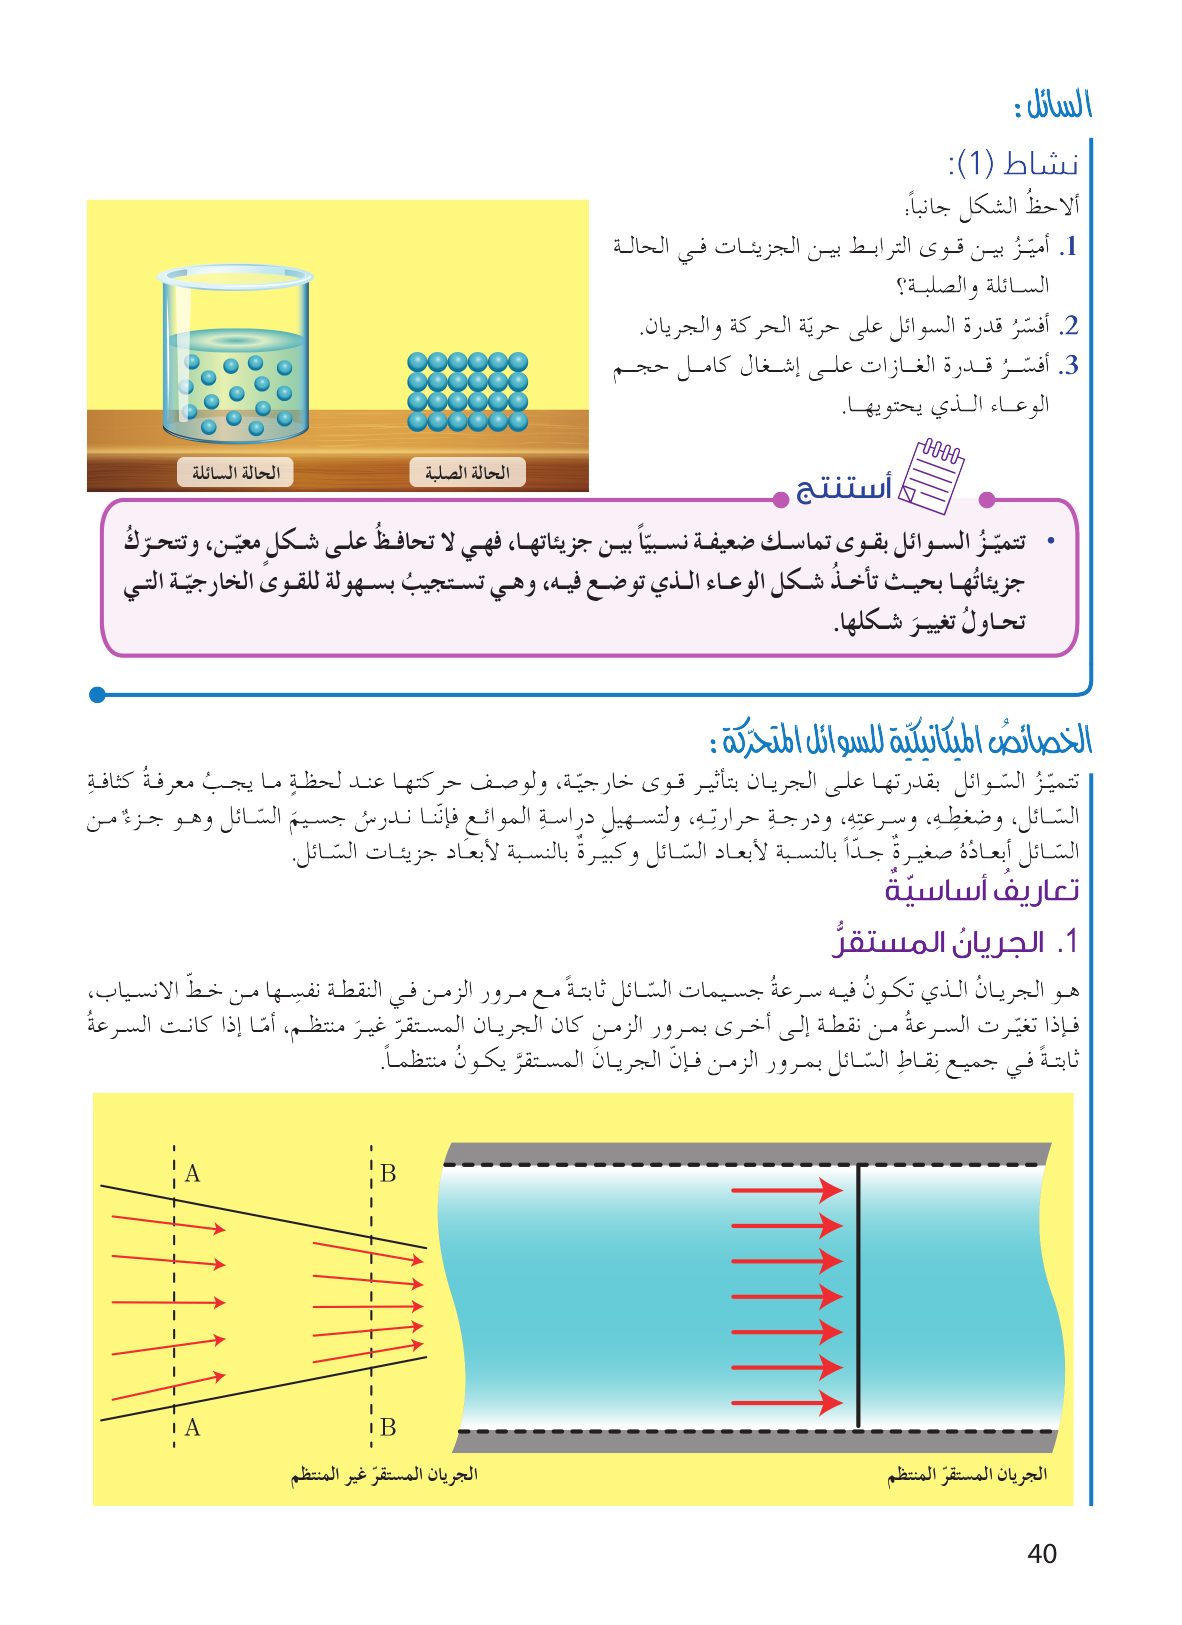 السائل :
نشاط (1):
ألاحظُ الشكل جانباً:
1. أميّزُ بين قوى الترابط بين الجزيئات في الحالة
السائلة والصلبة؟
2. أفسّرُ قدرة السوائل على حريّة الحركة والجريان.
3. أفسّرُ قدرة الغازات على إشغال كامل حجم
الوعاء الذي يحتويها.
الحالة الصلبة
الحالة السائلة
أستنتج
• تتميّزُ السوائل بقوى تماسك ضعيفة نسبيّاً بين جزيئاتها، فهي لا تحافظُ على شكلٍ معيّن، وتتحرّكُ
جزيئاتُها بحيث تأخذُ شكل الوعاء الذي توضع فيه، وهي تستجيبُ بسهولة للقوى الخارجيّة التي
تحاولُ تغييرَ شكلها.
الخصائصُ الميكانيكيّة للسوائل المتحرّكة :
تتميّزُ السّوائل بقدرتها على الجريان بتأثير قوى خارجيّة، ولوصف حركتها عند لحظةٍ ما يجبُ معرفةُ كثافةِ
السّائل، وضغطِهِ، وسرعتِهِ، ودرجةِ حرارتِهِ، ولتسهيلِ دراسةِ الموائعِ فإنّنا ندرسُ جسيمَ السّائل وهو جزءٌ من
السّائل أبعادُهُ صغيرةٌ جدّاً بالنسبة لأبعاد السّائل وكبيرةٌ بالنسبة لأبعاد جزيئات السّائل.
تعاريفُ أساسيّةٌ
1. الجريانُ المستقرُّ
هو الجريانُ الذي تكونُ فيه سرعةُ جسيمات السّائل ثابتةً مع مرور الزمن في النقطة نفسِها من خطّ الانسياب،
فإذا تغيّرت السرعةُ من نقطة إلى أخرى بمرور الزمن كان الجريان المستقرّ غيرَ منتظم، أمّا إذا كانت السرعةُ
ثابتةً في جميع نِقاطِ السّائل بمرور الزمن فإنّ الجريانَ المستقرَّ يكونُ منتظماً.
A
B
A
B
الجريان المستقرّ المنتظم
الجريان المستقرّ غير المنتظم
40